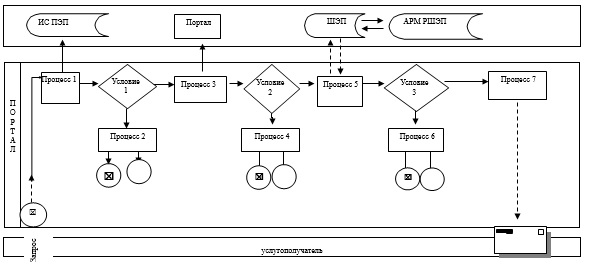 ИС ПЭП
Портал
ШЭП
АРМ РШЭП
ПОРТАЛ
Процесс 1
Условие
1
Процесс 3
Условие
2
Процесс 5
Условие
3
Процесс 7
Процесс 2
Процесс 4
Процесс 6
Запрос
услугополучатель